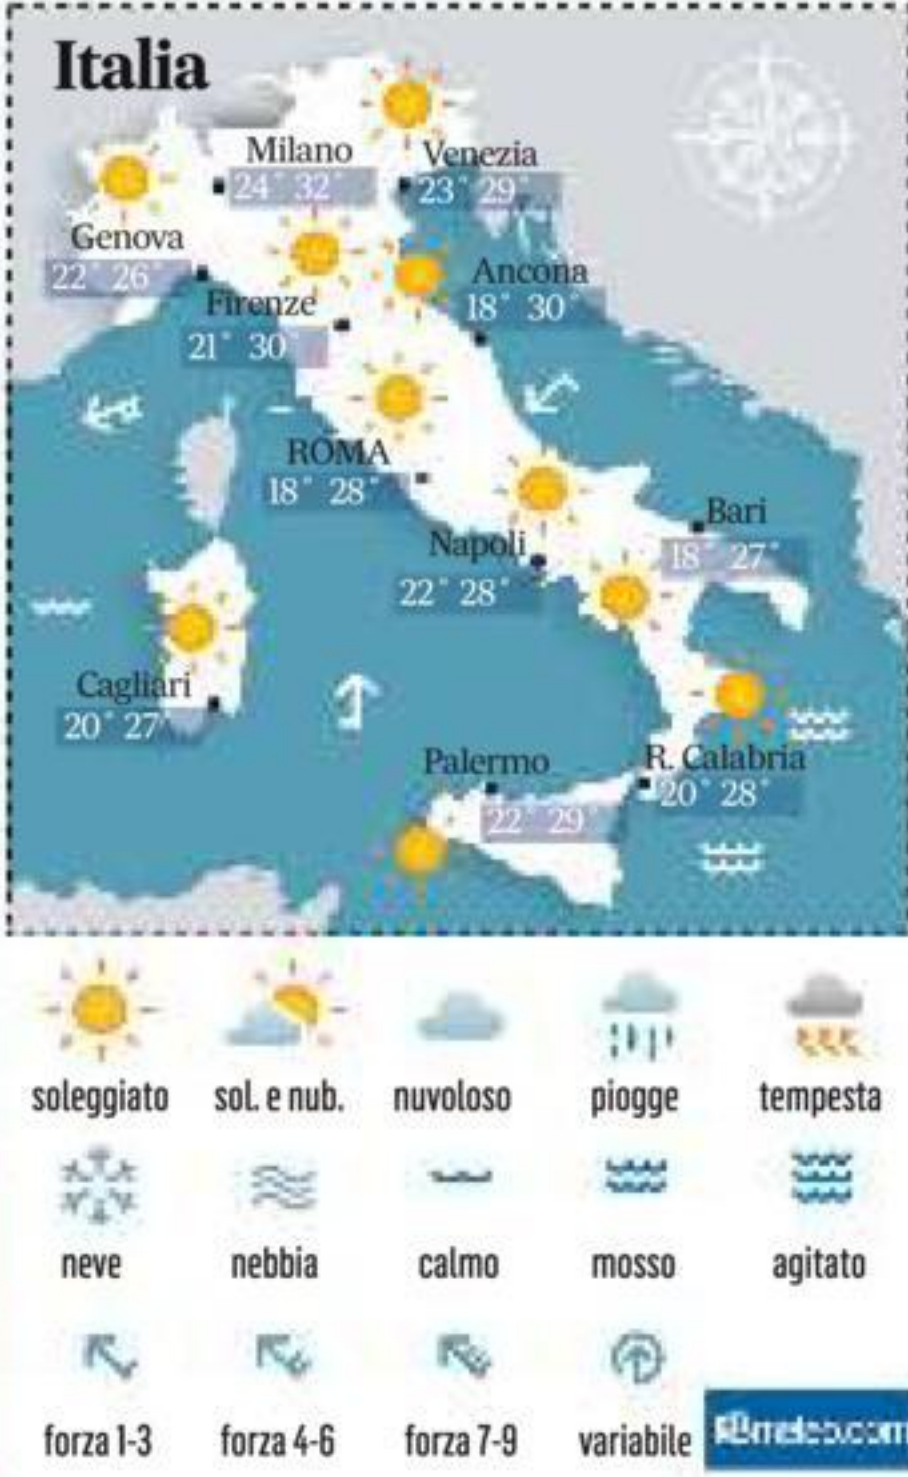 Italia
Milano
24° 32°
Venezia
23° 29°
Genova
22° 26°
Firenze
21° 30°
Ancona
18° 30°
ROMA
18° 28°
Bari
18° 27°
Napoli
22° 28°
Cagliari
20° 27°
Palermo
22° 29°
R. Calabria
20° 28°
soleggiato sol. e nub. nuvoloso piogge tempesta
neve nebbia calmo mosso agitato
forza 1-3 forza 4-6 forza 7-9 variabile